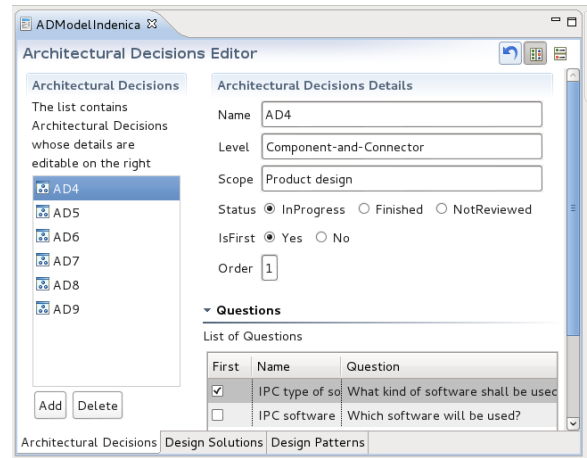 ADModelIndenica
Architectural Decisions Editor
Architectural Decisions
The list contains
Architectural Decisions
whose details are
editable on the right
AD4
AD5
AD6
AD7
AD8
AD9
Add Delete
Architectural Decisions Details
Name AD4
Level Component-and-Connector
Scope Product design
Status InProgress Finished NotReviewed
IsFirst Yes No
Order 1
Questions
List of Questions
First Name Question
IPC type of so What kind of software shall be used
IPC software Which software will be used?
Architectural Decisions Design Solutions Design Patterns